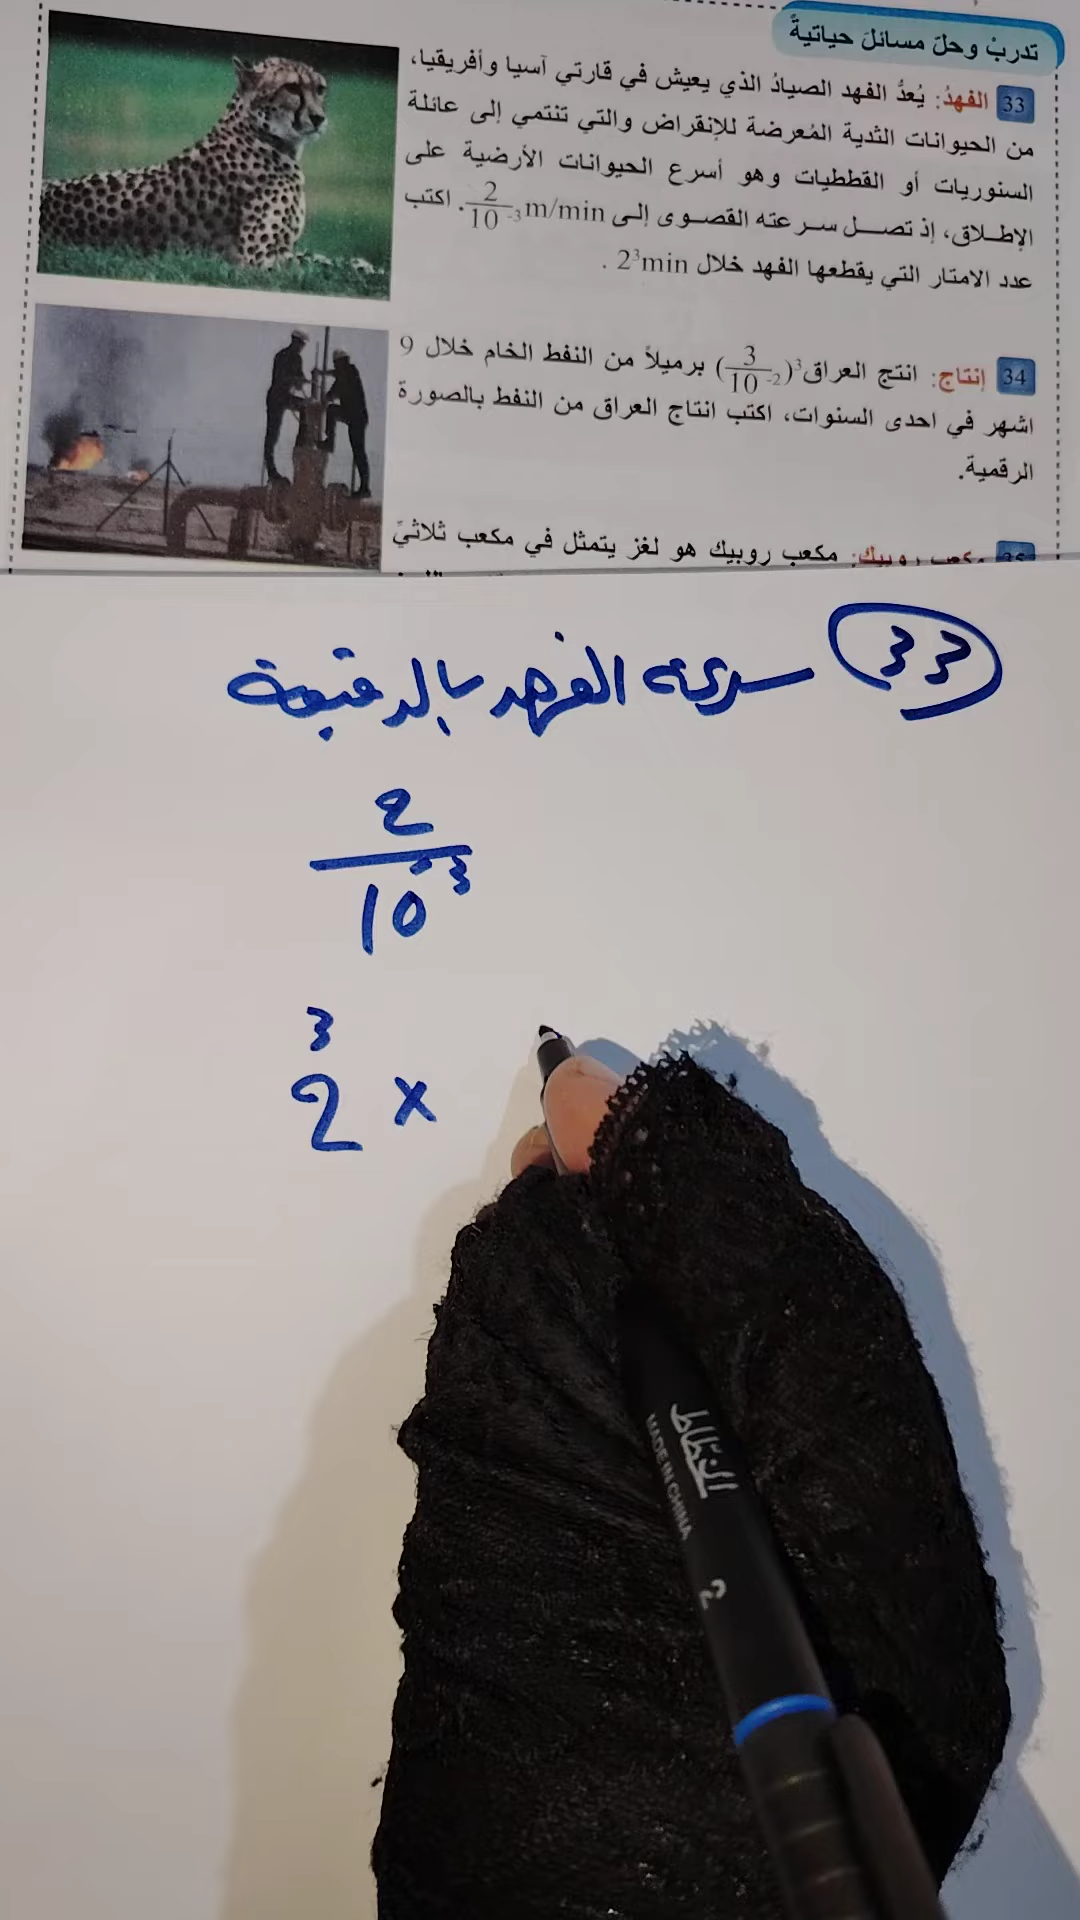 تدربْ وحلّ مسائلَ حياتيةً
33 الفهدُ: يُعدُّ الفهد الصيادُ الذي يعيش في قارتي آسيا وأفريقيا،
من الحيوانات الثدية المُعرضة للإنقراض والتي تنتمي إلى عائلة
السنوريات أو القططيات وهو أسرع الحيوانات الأرضية على
الإطلاق، إذ تصل سرعته القصوى إلى 2/10⁻³ m/min. اكتب
عدد الامتار التي يقطعها الفهد خلال 2³min .
34 إنتاج: انتج العراق (3/10⁻²)³ برميلاً من النفط الخام خلال 9
اشهر في احدى السنوات، اكتب انتاج العراق من النفط بالصورة
الرقمية.
35 مكعب روبيك: مكعب روبيك هو لغز يتمثل في مكعب ثلاثيّ
33 سرعة الفهد بالدقيقة
2/10⁻³
2³ ×
الخطاط
MADE IN CHINA
2